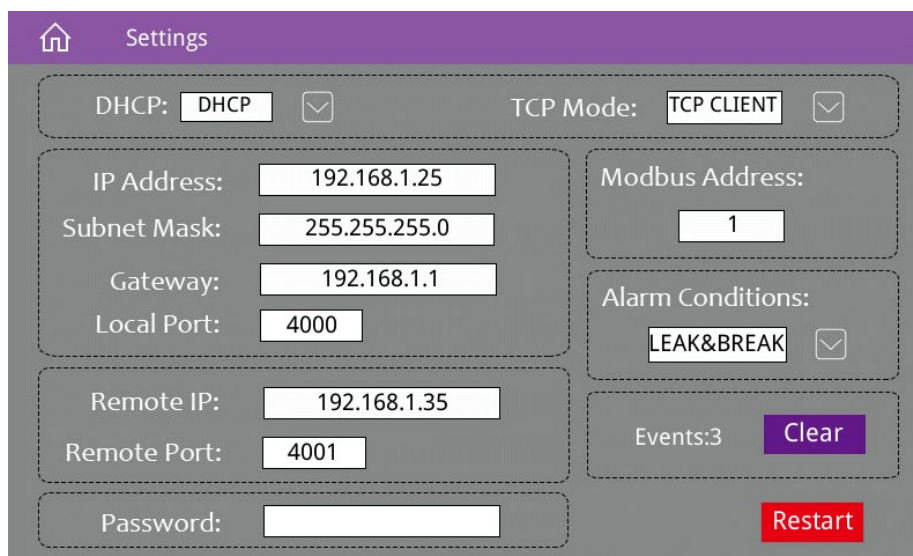 Settings
DHCP: DHCP
TCP Mode: TCP CLIENT
IP Address: 192.168.1.25
Subnet Mask: 255.255.255.0
Gateway: 192.168.1.1
Local Port: 4000
Modbus Address:
1
Alarm Conditions:
LEAK&BREAK
Remote IP: 192.168.1.35
Remote Port: 4001
Events:3 Clear
Password:
Restart